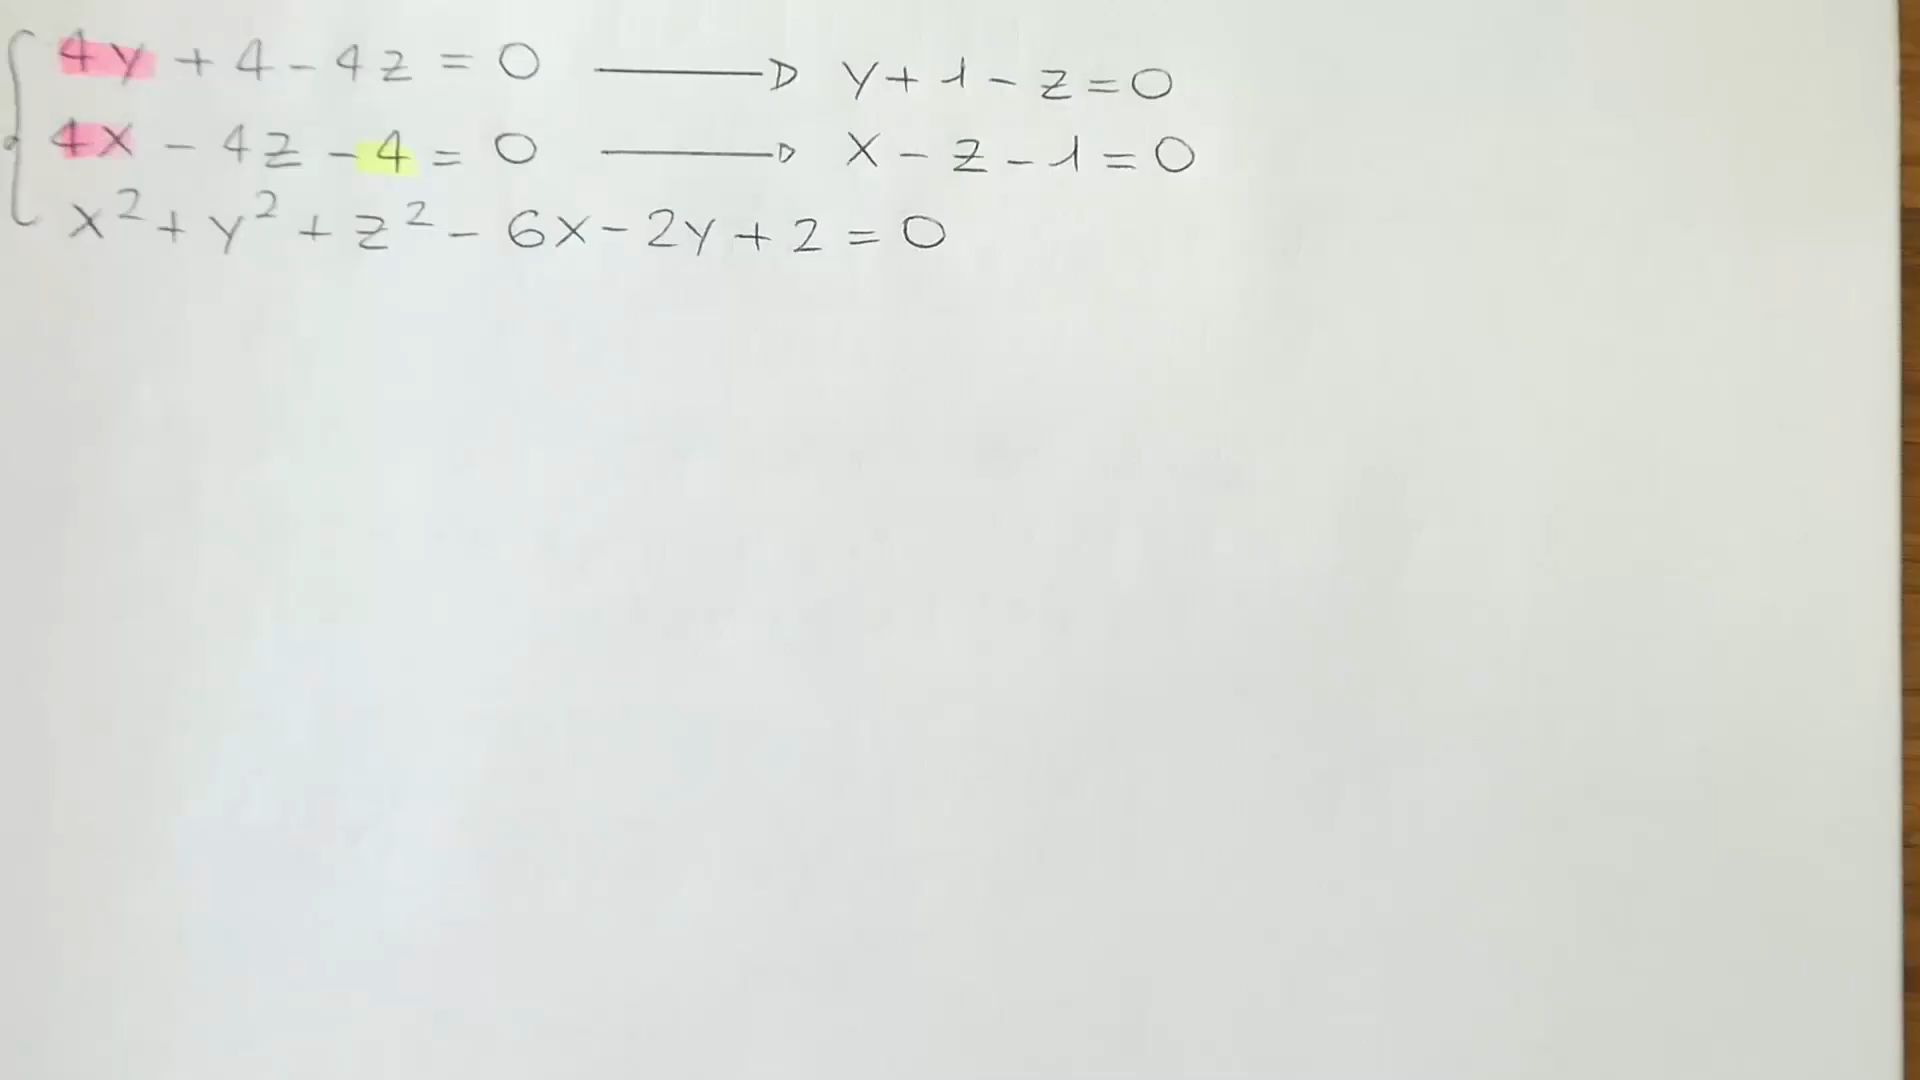 4y + 4 - 4z = 0 ⟶ y + 1 - z = 0
4x - 4z - 4 = 0 ⟶ x - z - 1 = 0
x² + y² + z² - 6x - 2y + 2 = 0